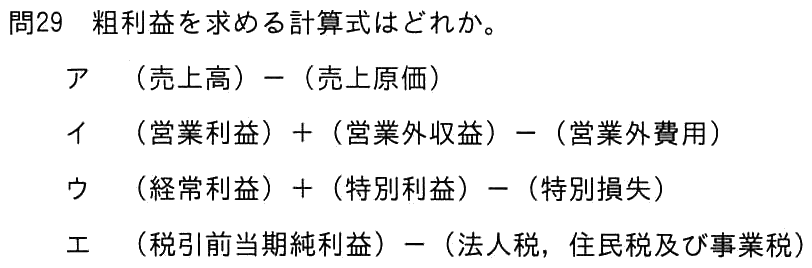 問29　粗利益を求める計算式はどれか。
ア　（売上高）－（売上原価）
イ　（営業利益）＋（営業外収益）－（営業外費用）
ウ　（経常利益）＋（特別利益）－（特別損失）
エ　（税引前当期純利益）－（法人税，住民税及び事業税）